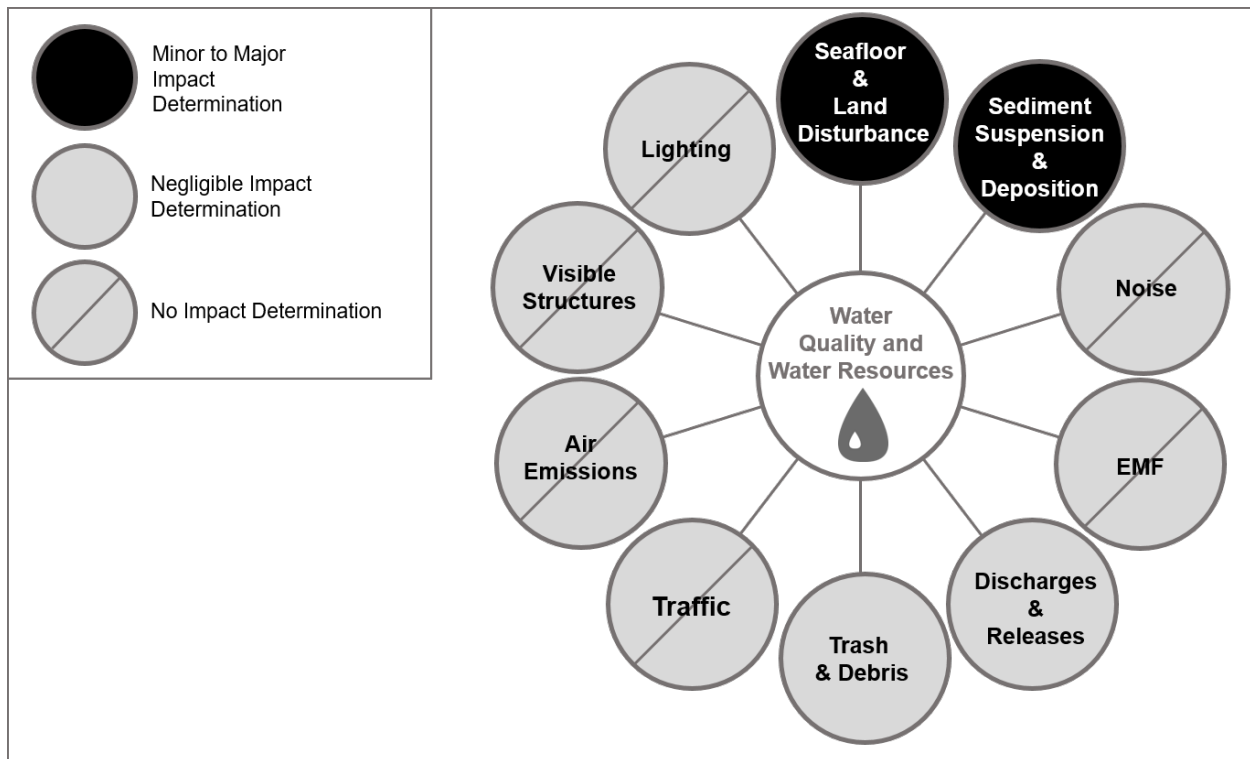 Minor to Major
Impact
Determination
Negligible Impact
Determination
No Impact Determination
Seafloor
&
Land
Disturbance
Sediment
Suspension
&
Deposition
Noise
EMF
Discharges
&
Releases
Trash
& Debris
Traffic
Air
Emissions
Visible
Structures
Lighting
Water
Quality and
Water Resources